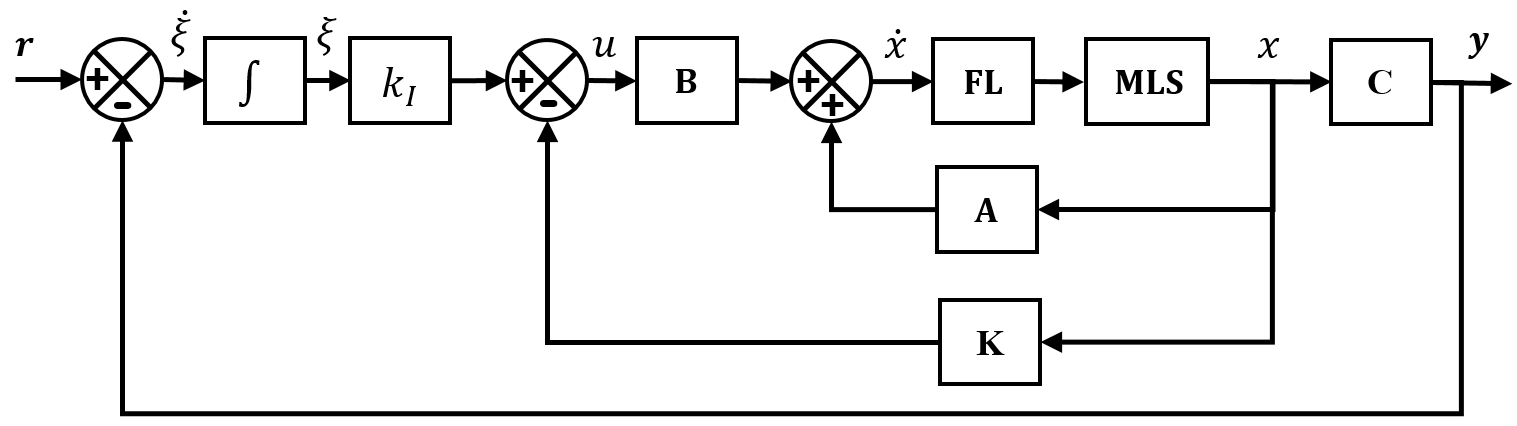 r ξ̇ ∫ ξ k_I u B ẋ FL MLS x C y
+ - + - + + 
A
K